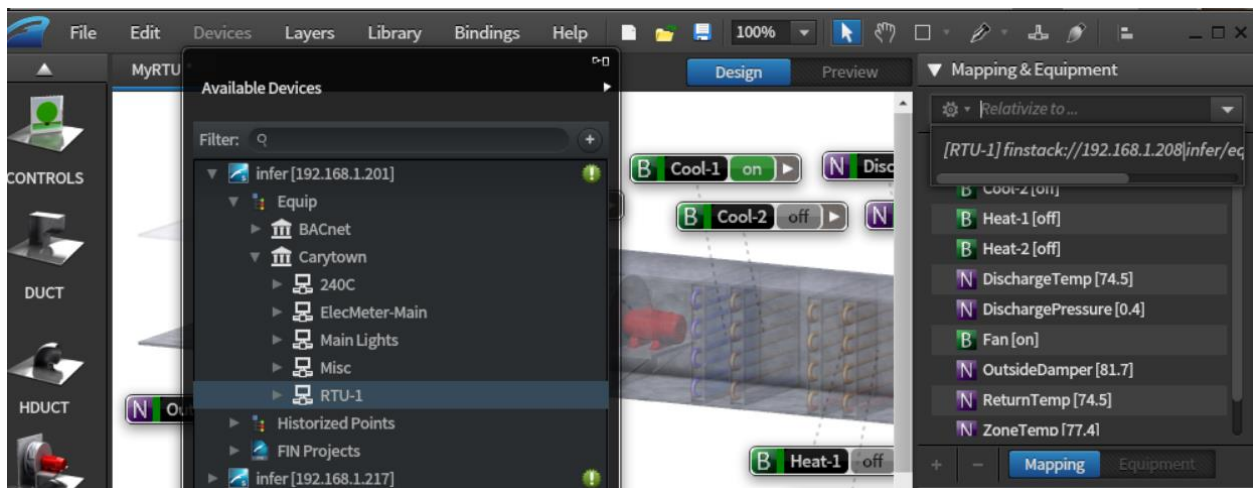 File Edit Devices Layers Library Bindings Help 100%
MyRTU
Design Preview
Mapping & Equipment
Available Devices
Filter:
infer [192.168.1.201]
Equip
BACnet
Carytown
240C
ElecMeter-Main
Main Lights
Misc
RTU-1
Historized Points
FIN Projects
infer [192.168.1.217]
CONTROLS
DUCT
HDUCT
B Cool-1 on
N Disc
B Cool-2 off
N
N Ou
B Heat-1 off
Relativize to ...
[RTU-1] finstack://192.168.1.208|infer/eq
B Cool-2 [off]
B Heat-1 [off]
B Heat-2 [off]
N DischargeTemp [74.5]
N DischargePressure [0.4]
B Fan [on]
N OutsideDamper [81.7]
N ReturnTemp [74.5]
N ZoneTemp [77.4]
Mapping Equipment